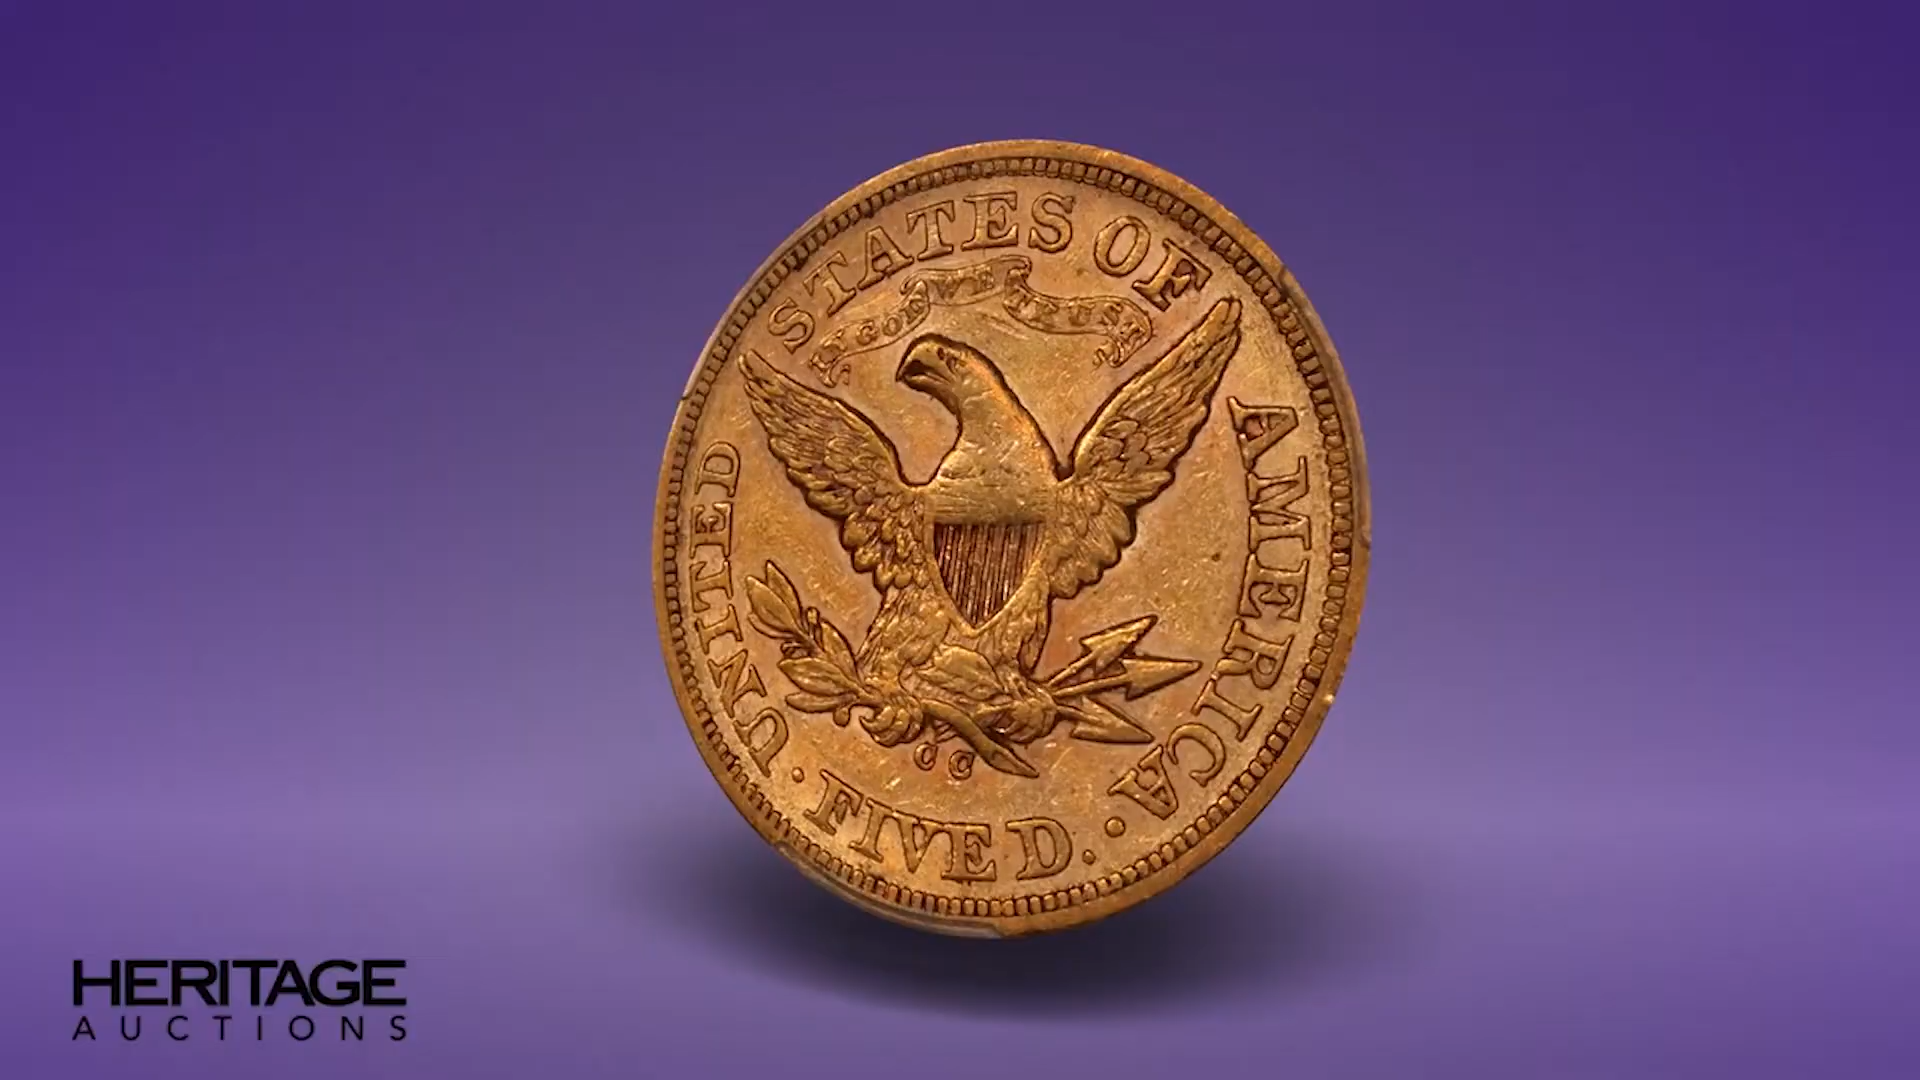 UNITED STATES OF AMERICA
IN GOD WE TRUST
CC
· FIVE D. ·
HERITAGE
AUCTIONS